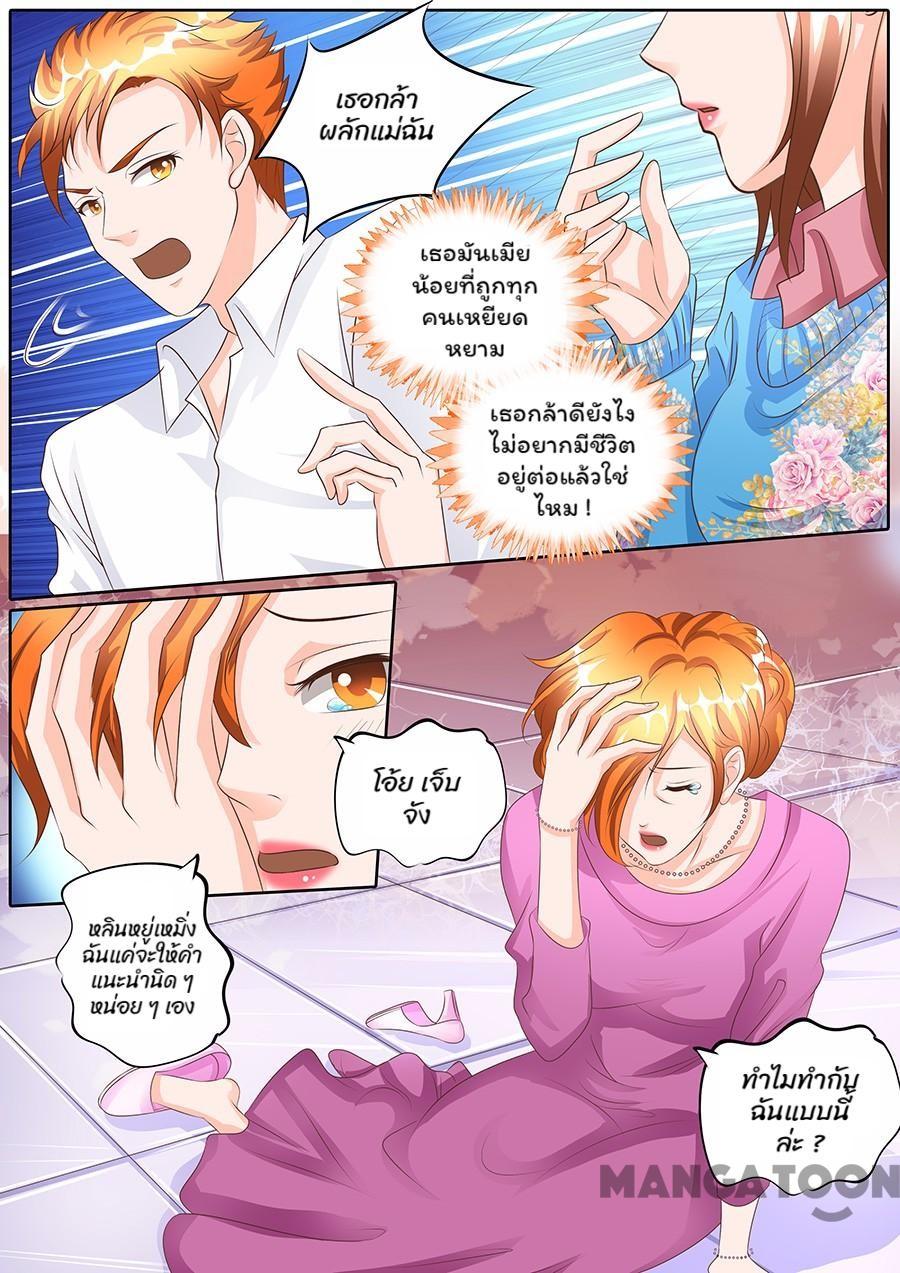 เธอกล้า
ผลักแม่ฉัน
เธอมันเมีย
น้อยที่ถูกทุก
คนเหยียด
หยาม
เธอกล้าดียังไง
ไม่อยากมีชีวิต
อยู่ต่อแล้วใช่
ไหม !
โอ้ย เจ็บ
จัง
หลินหยู่เหมิ่ง
ฉันแค่จะให้คำ
แนะนำนิด ๆ
หน่อย ๆ เอง
ทำไมทำกับ
ฉันแบบนี้
ล่ะ ?
MANGATOON